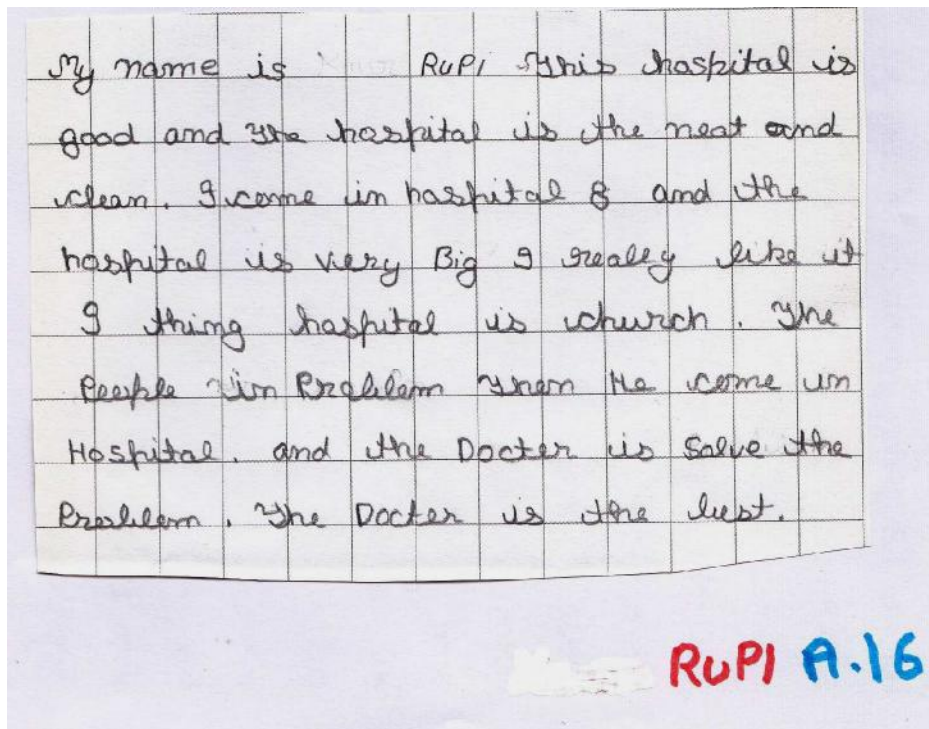 My name is RUPI This hospital is
good and The hospital is the neat and
clean. I come in hospital & and the
hospital is very Big I really like it
I thing hospital is church. The
People in Problem Then He come in
Hospital. and the Docter is Salve the
Problem. The Docter is the best.
RUPI A.16